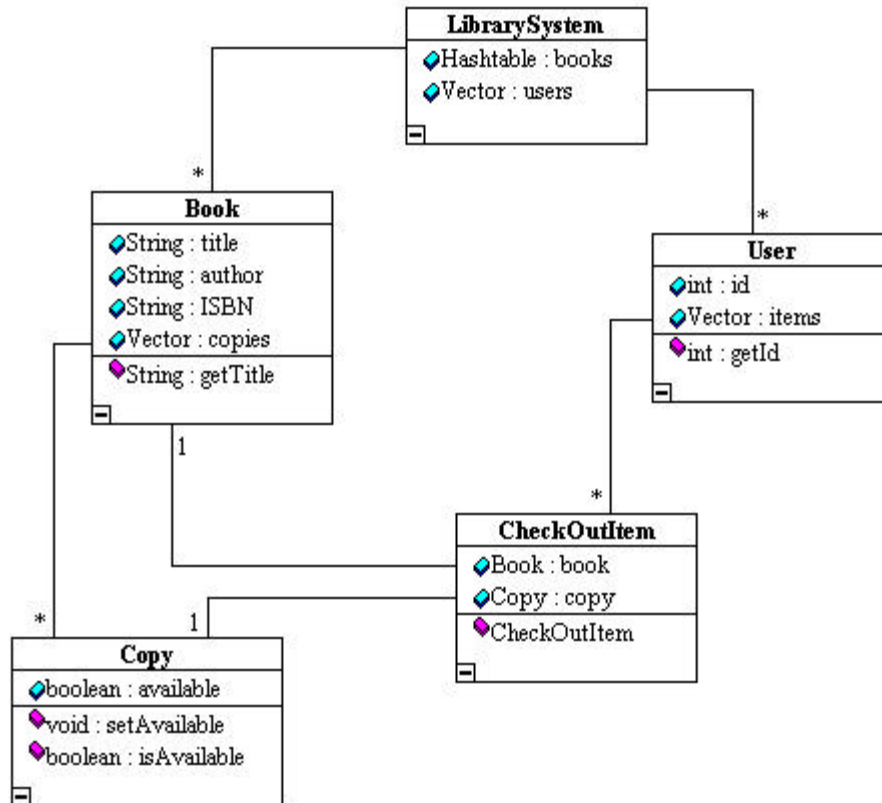 LibrarySystem
Hashtable : books
Vector : users
*
*
Book
String : title
String : author
String : ISBN
Vector : copies
String : getTitle
User
int : id
Vector : items
int : getId
1
*
CheckOutItem
Book : book
Copy : copy
CheckOutItem
*
1
Copy
boolean : available
void : setAvailable
boolean : isAvailable